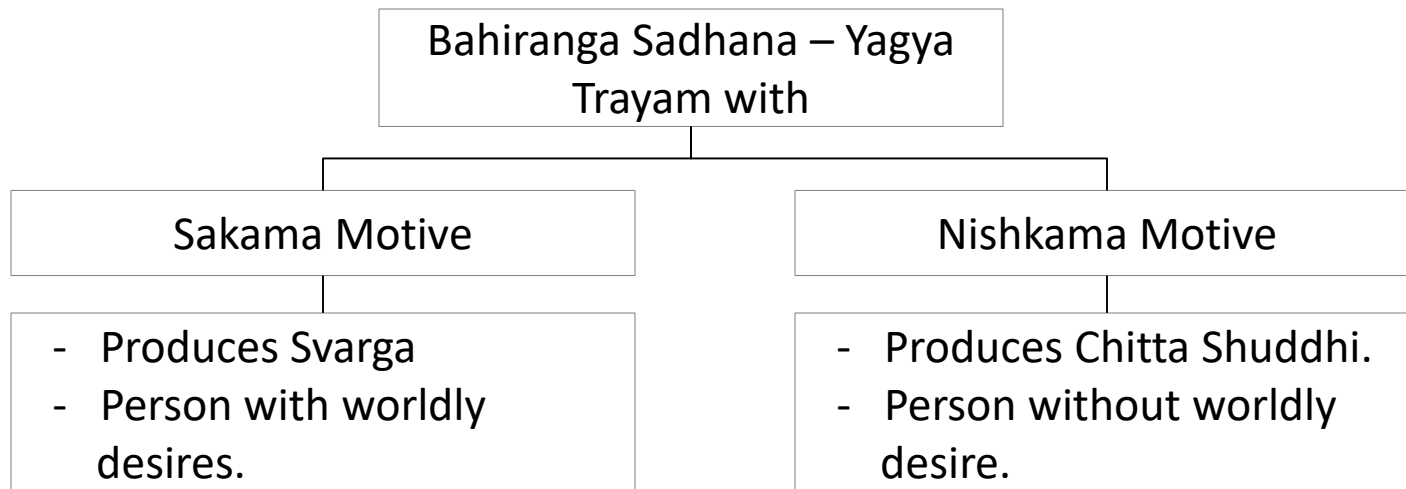 Bahiranga Sadhana – Yagya
Trayam with
Sakama Motive
Nishkama Motive
- Produces Svarga
- Person with worldly
desires.
- Produces Chitta Shuddhi.
- Person without worldly
desire.